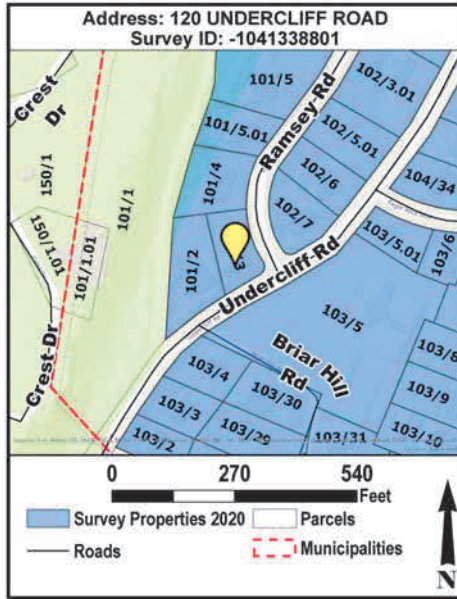 Address: 120 UNDERCLIFF ROAD
Survey ID: -1041338801
Crest
Dr
150/1
101/1
150/1.01
101/1.01
Crest-Dr
101/5
101/5.01
101/4
101/2
Ramsey-Rd
Undercliff-Rd
102/3.01
102/5.01
102/6
102/7
104/34
103/5.01
103/6
103/5
Briar Hill
Rd
103/4
103/3
103/2
103/30
103/29
103/31
103/8
103/9
103/10
0 270 540
Feet
Survey Properties 2020
Parcels
Roads
Municipalities
N